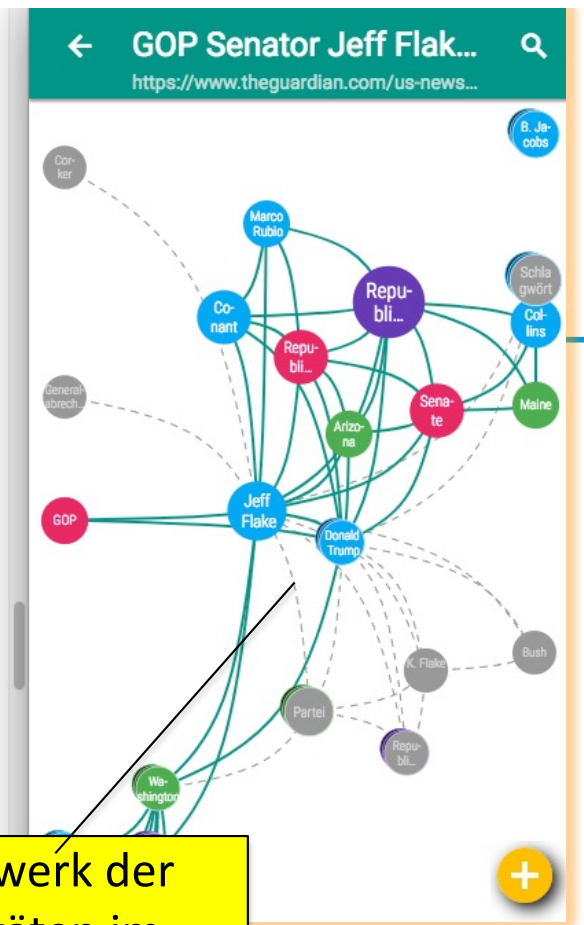 GOP Senator Jeff Flak...
https://www.theguardian.com/us-news...
B. Ja-
cobs
Cor-
ker
Marco
Rubio
Schla
gwört
Repu-
bli...
Co-
nant
Col-
lins
Repu-
bli...
General-
abrech...
Sena-
te
Maine
Arizo-
na
Jeff
Flake
GOP
Donald
Trump
Bush
K. Flake
Partei
Repu-
bli...
Wa-
shington
werk der